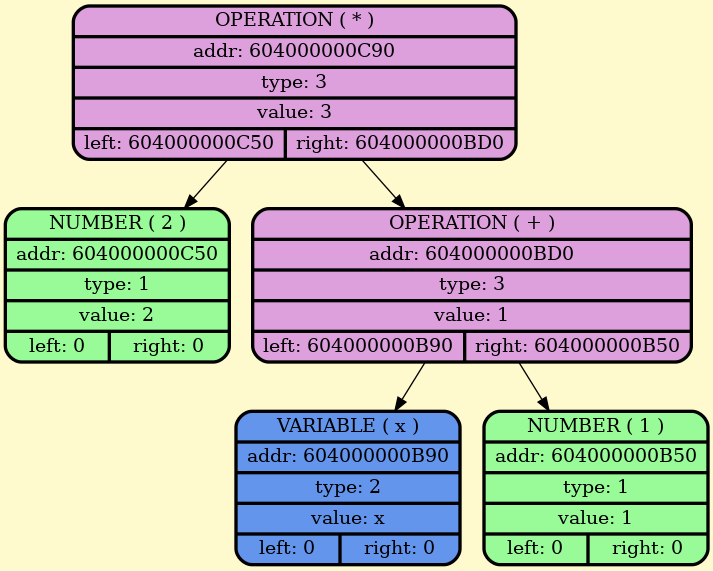 OPERATION ( * )
addr: 604000000C90
type: 3
value: 3
left: 604000000C50 right: 604000000BD0
NUMBER ( 2 )
addr: 604000000C50
type: 1
value: 2
left: 0 right: 0
OPERATION ( + )
addr: 604000000BD0
type: 3
value: 1
left: 604000000B90 right: 604000000B50
VARIABLE ( x )
addr: 604000000B90
type: 2
value: x
left: 0 right: 0
NUMBER ( 1 )
addr: 604000000B50
type: 1
value: 1
left: 0 right: 0